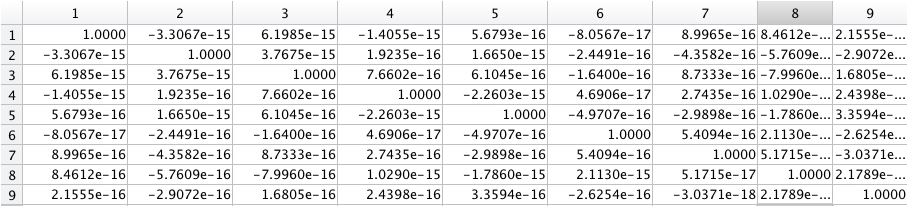 1 2 3 4 5 6 7 8 9
1 1.0000 −3.3067e−15 6.1985e−15 −1.4055e−15 5.6793e−16 −8.0567e−17 8.9965e−16 8.4612e−... 2.1555e−...
2 −3.3067e−15 1.0000 3.7675e−15 1.9235e−16 1.6650e−15 −2.4491e−16 −4.3582e−16 −5.7609e... −2.9072e...
3 6.1985e−15 3.7675e−15 1.0000 7.6602e−16 6.1045e−16 −1.6400e−16 8.7333e−16 −7.9960e... 1.6805e−...
4 −1.4055e−15 1.9235e−16 7.6602e−16 1.0000 −2.2603e−15 4.6906e−17 2.7435e−16 1.0290e−... 2.4398e−...
5 5.6793e−16 1.6650e−15 6.1045e−16 −2.2603e−15 1.0000 −4.9707e−16 −2.9898e−16 −1.7860e... 3.3594e−...
6 −8.0567e−17 −2.4491e−16 −1.6400e−16 4.6906e−17 −4.9707e−16 1.0000 5.4094e−16 2.1130e−... −2.6254e...
7 8.9965e−16 −4.3582e−16 8.7333e−16 2.7435e−16 −2.9898e−16 5.4094e−16 1.0000 5.1715e−... −3.0371e...
8 8.4612e−16 −5.7609e−16 −7.9960e−16 1.0290e−15 −1.7860e−15 2.1130e−15 5.1715e−17 1.0000 2.1789e−...
9 2.1555e−16 −2.9072e−16 1.6805e−16 2.4398e−16 3.3594e−16 −2.6254e−16 −3.0371e−18 2.1789e−... 1.0000